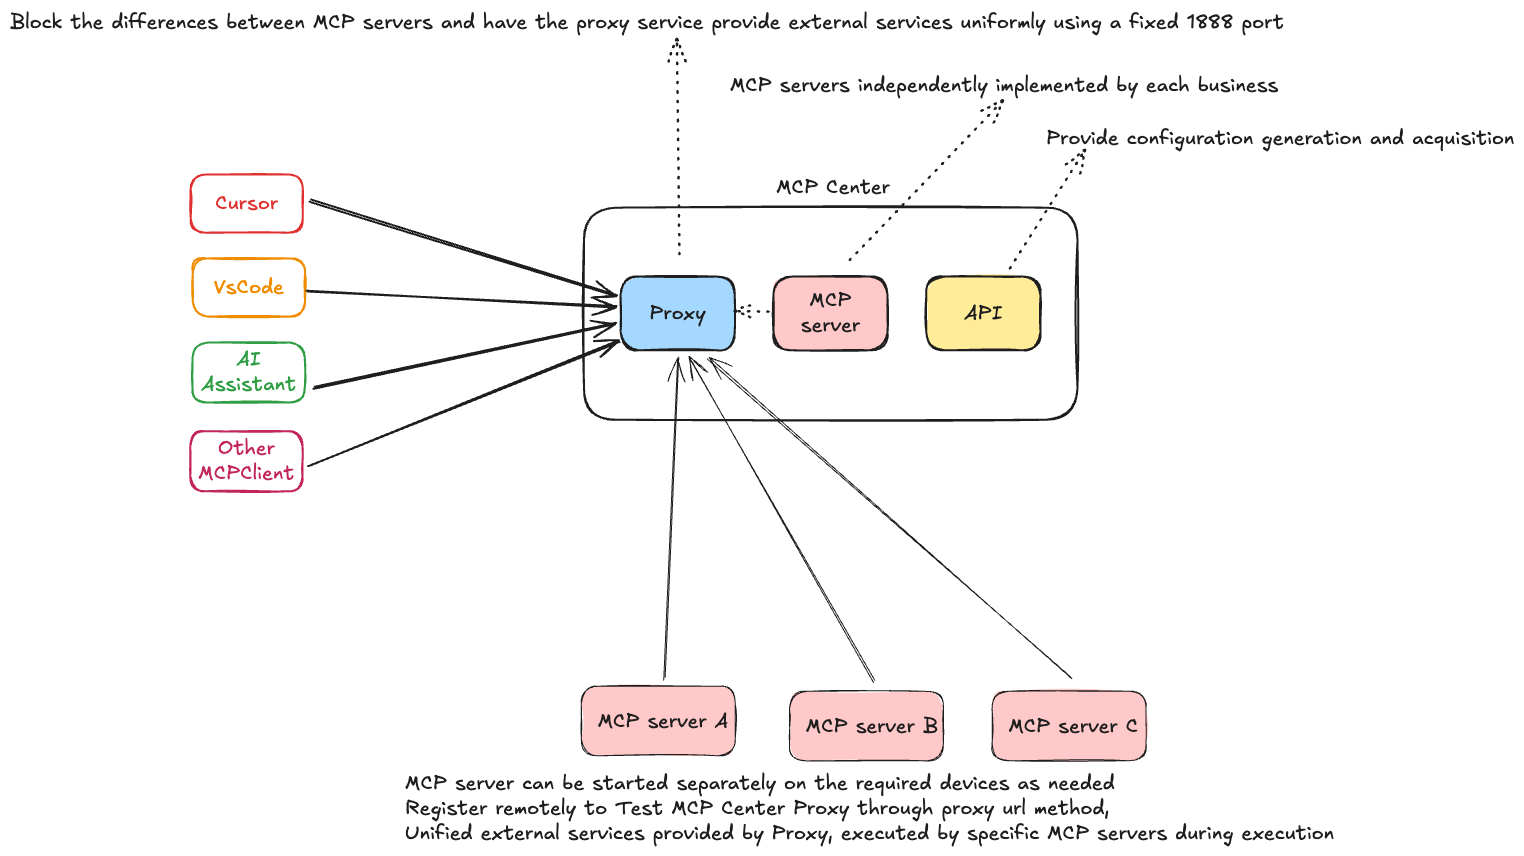 Block the differences between MCP servers and have the proxy service provide external services uniformly using a fixed 1888 port
MCP servers independently implemented by each business
Provide configuration generation and acquisition
MCP Center
Cursor
VsCode
AI
Assistant
Other
MCPClient
Proxy
MCP
server
API
MCP server A
MCP server B
MCP server C
MCP server can be started separately on the required devices as needed
Register remotely to Test MCP Center Proxy through proxy url method,
Unified external services provided by Proxy, executed by specific MCP servers during execution